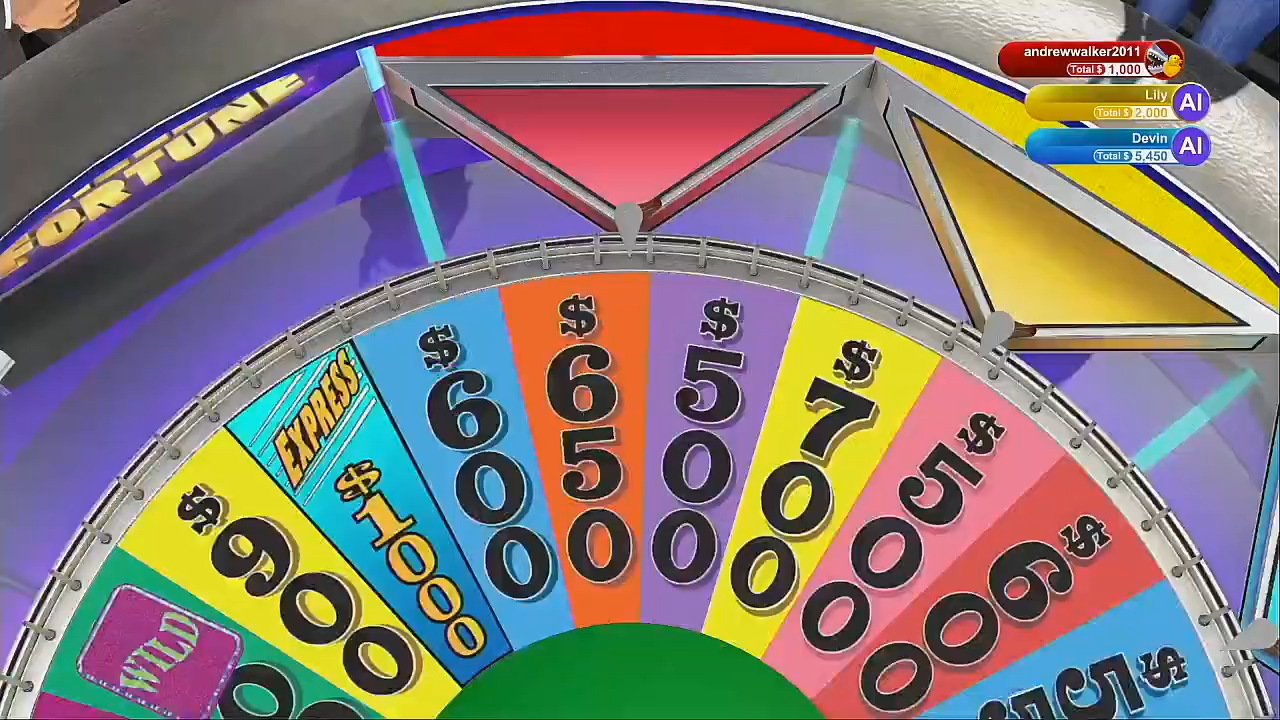 FORTUNE
andrewwalker2011
Total $ 1,000
Lily
Total $ 2,000
AI
Devin
Total $ 5,450
AI
WILD
$900
EXPRESS
$1000
$600
$650
$500
$700
$500
$600